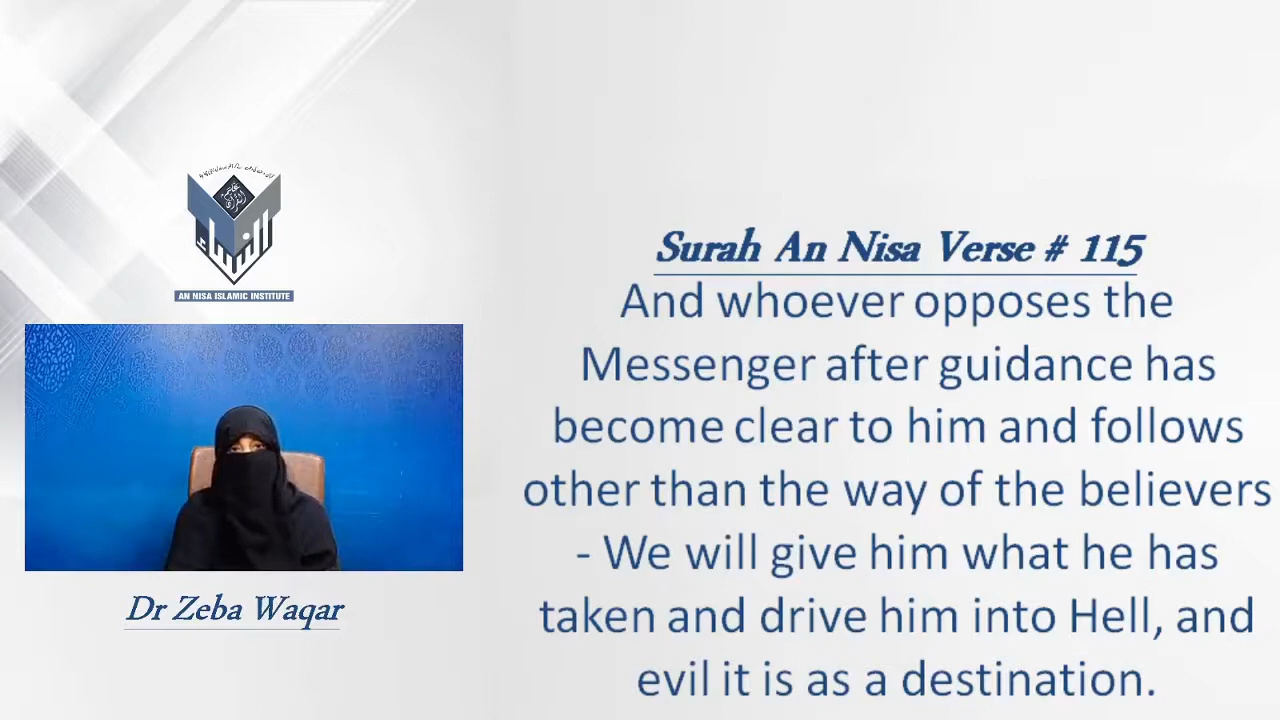 النساء
AN NISA ISLAMIC INSTITUTE
Dr Zeba Waqar
Surah An Nisa Verse # 115
And whoever opposes the
Messenger after guidance has
become clear to him and follows
other than the way of the believers
- We will give him what he has
taken and drive him into Hell, and
evil it is as a destination.